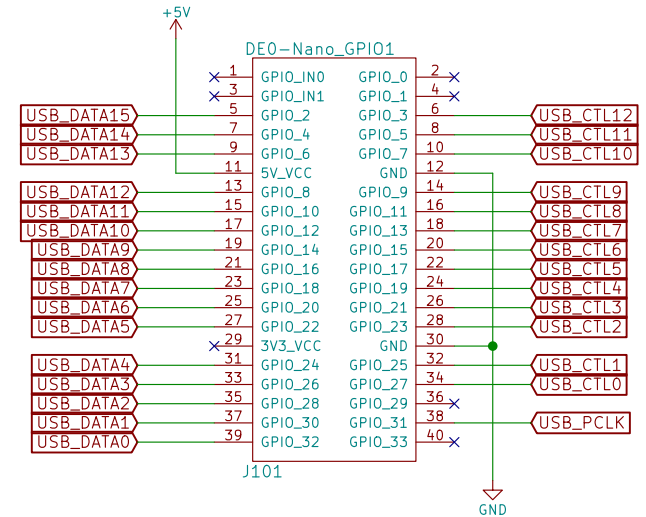 +5V
DE0-Nano_GPIO1
1 GPIO_IN0 GPIO_0 2
3 GPIO_IN1 GPIO_1 4
USB_DATA15 5 GPIO_2 GPIO_3 6 USB_CTL12
USB_DATA14 7 GPIO_4 GPIO_5 8 USB_CTL11
USB_DATA13 9 GPIO_6 GPIO_7 10 USB_CTL10
11 5V_VCC GND 12
USB_DATA12 13 GPIO_8 GPIO_9 14 USB_CTL9
USB_DATA11 15 GPIO_10 GPIO_11 16 USB_CTL8
USB_DATA10 17 GPIO_12 GPIO_13 18 USB_CTL7
USB_DATA9 19 GPIO_14 GPIO_15 20 USB_CTL6
USB_DATA8 21 GPIO_16 GPIO_17 22 USB_CTL5
USB_DATA7 23 GPIO_18 GPIO_19 24 USB_CTL4
USB_DATA6 25 GPIO_20 GPIO_21 26 USB_CTL3
USB_DATA5 27 GPIO_22 GPIO_23 28 USB_CTL2
29 3V3_VCC GND 30
USB_DATA4 31 GPIO_24 GPIO_25 32 USB_CTL1
USB_DATA3 33 GPIO_26 GPIO_27 34 USB_CTL0
USB_DATA2 35 GPIO_28 GPIO_29 36
USB_DATA1 37 GPIO_30 GPIO_31 38 USB_PCLK
USB_DATA0 39 GPIO_32 GPIO_33 40
J101
GND